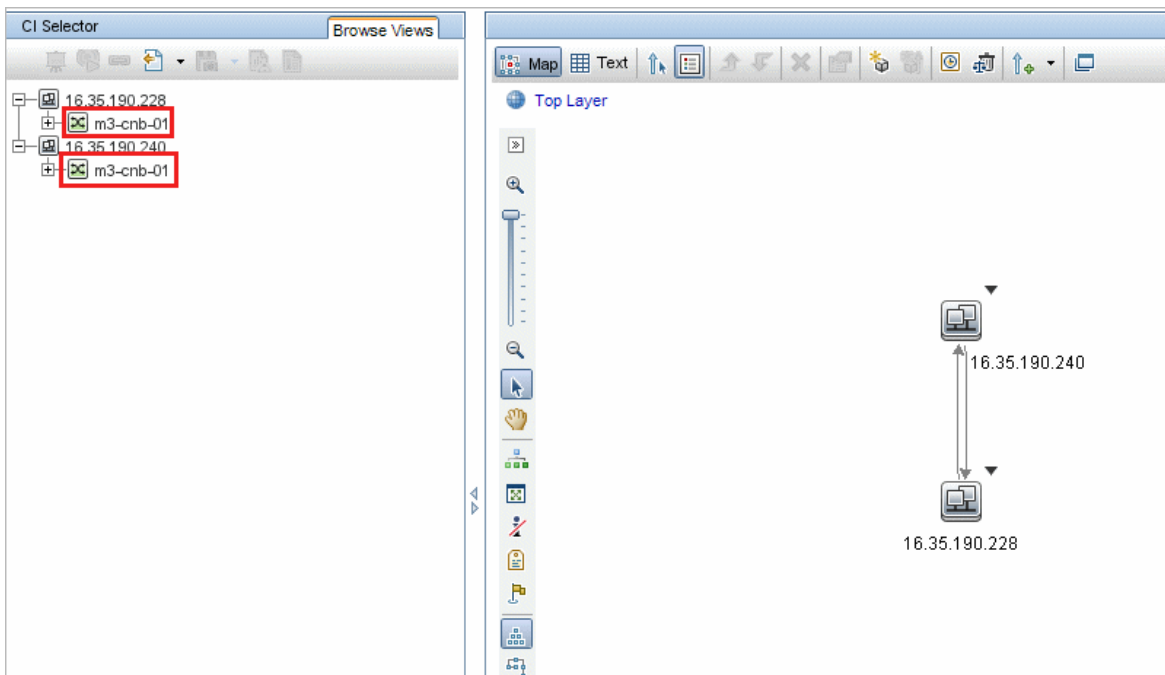 CI Selector
Browse Views
16.35.190.228
m3-cnb-01
16.35.190.240
m3-cnb-01
Map
Text
Top Layer
16.35.190.240
16.35.190.228